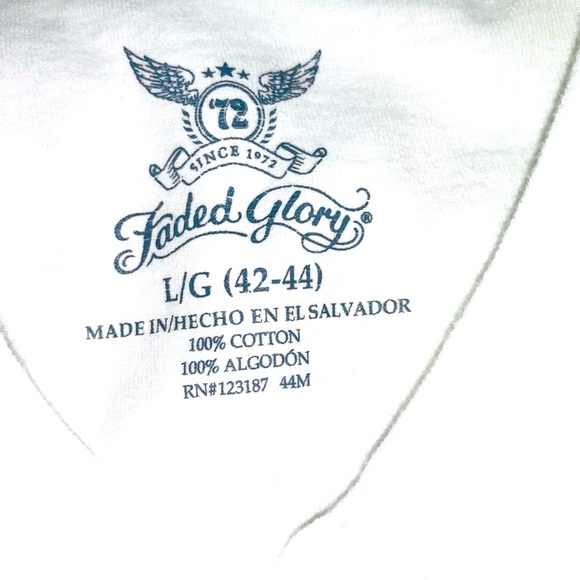 '72
SINCE 1972
Faded Glory®
L/G (42-44)
MADE IN/HECHO EN EL SALVADOR
100% COTTON
100% ALGODÓN
RN#123187 44M